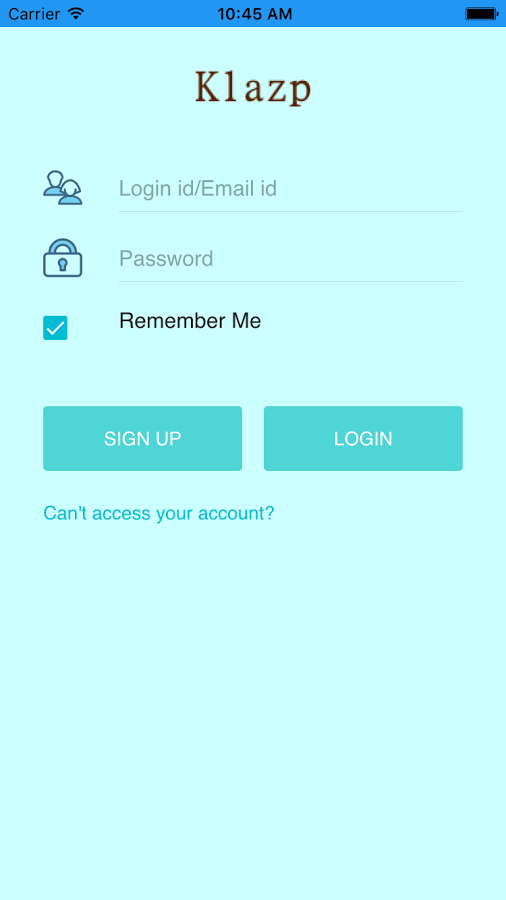 Carrier 10:45 AM
Klazp
Login id/Email id
Password
Remember Me
SIGN UP LOGIN
Can't access your account?